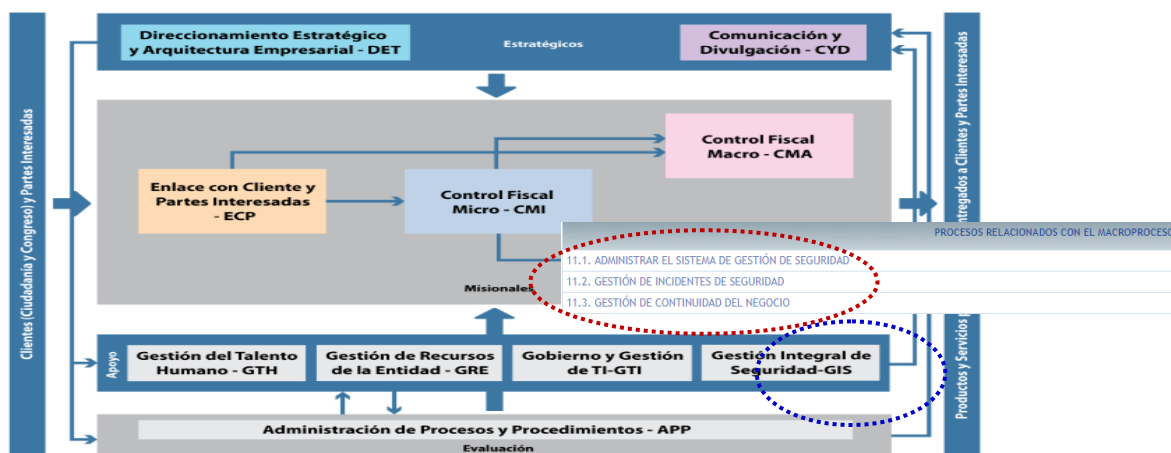 Clientes (Ciudadanía y Congreso) y Partes Interesadas
Direccionamiento Estratégico
y Arquitectura Empresarial - DET
Estratégicos
Comunicación y
Divulgación - CYD
Control Fiscal
Macro - CMA
Enlace con Cliente y
Partes Interesadas
- ECP
Control Fiscal
Micro - CMI
Misionales
PROCESOS RELACIONADOS CON EL MACROPROCESO
11.1. ADMINISTRAR EL SISTEMA DE GESTIÓN DE SEGURIDAD
11.2. GESTIÓN DE INCIDENTES DE SEGURIDAD
11.3. GESTIÓN DE CONTINUIDAD DEL NEGOCIO
Apoyo
Gestión del Talento
Humano - GTH
Gestión de Recursos
de la Entidad - GRE
Gobierno y Gestión
de TI-GTI
Gestión Integral de
Seguridad-GIS
Administración de Procesos y Procedimientos - APP
Evaluación
Productos y Servicios ntregados a Clientes y Partes Interesadas